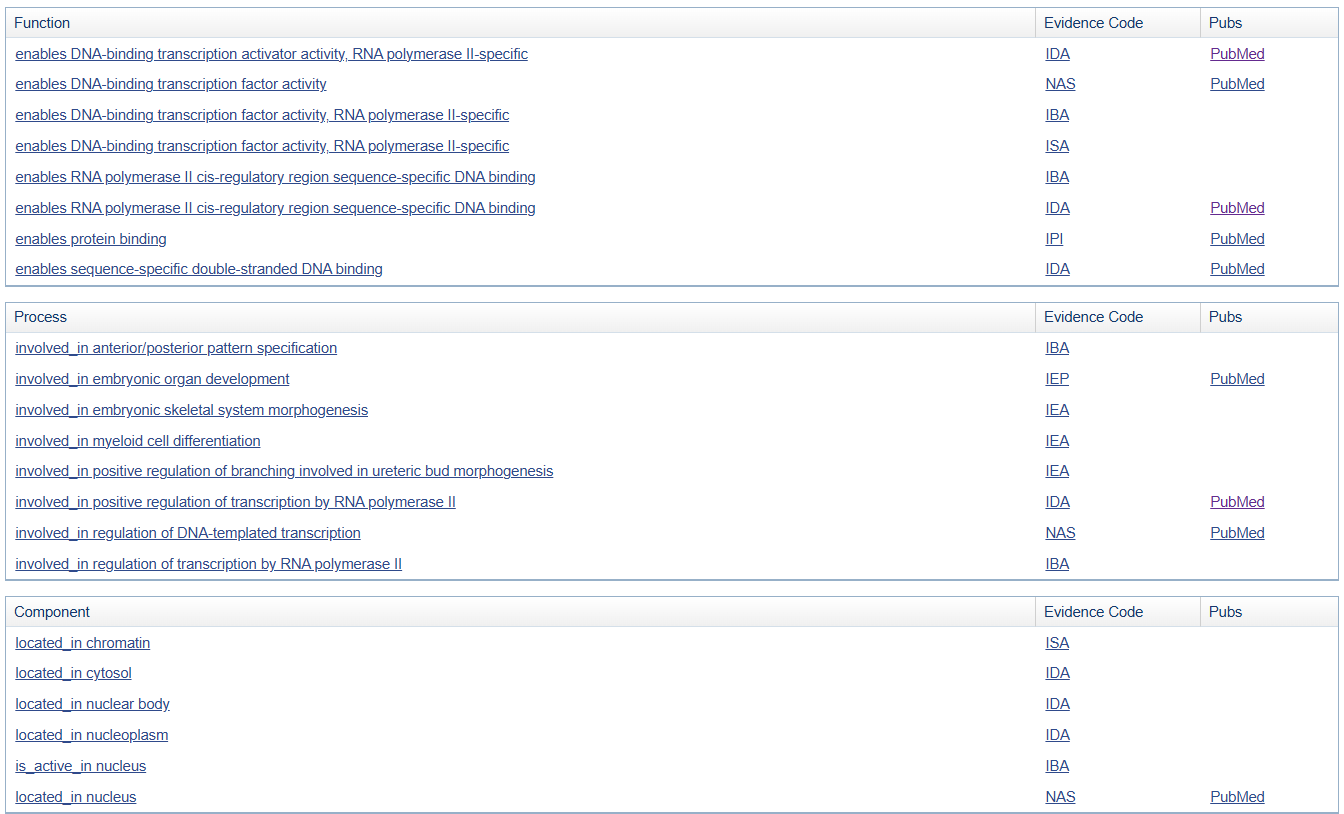 Function Evidence Code Pubs
enables DNA-binding transcription activator activity, RNA polymerase II-specific IDA PubMed
enables DNA-binding transcription factor activity NAS PubMed
enables DNA-binding transcription factor activity, RNA polymerase II-specific IBA
enables DNA-binding transcription factor activity, RNA polymerase II-specific ISA
enables RNA polymerase II cis-regulatory region sequence-specific DNA binding IBA
enables RNA polymerase II cis-regulatory region sequence-specific DNA binding IDA PubMed
enables protein binding IPI PubMed
enables sequence-specific double-stranded DNA binding IDA PubMed
Process Evidence Code Pubs
involved_in anterior/posterior pattern specification IBA
involved_in embryonic organ development IEP PubMed
involved_in embryonic skeletal system morphogenesis IEA
involved_in myeloid cell differentiation IEA
involved_in positive regulation of branching involved in ureteric bud morphogenesis IEA
involved_in positive regulation of transcription by RNA polymerase II IDA PubMed
involved_in regulation of DNA-templated transcription NAS PubMed
involved_in regulation of transcription by RNA polymerase II IBA
Component Evidence Code Pubs
located_in chromatin ISA
located_in cytosol IDA
located_in nuclear body IDA
located_in nucleoplasm IDA
is_active_in nucleus IBA
located_in nucleus NAS PubMed